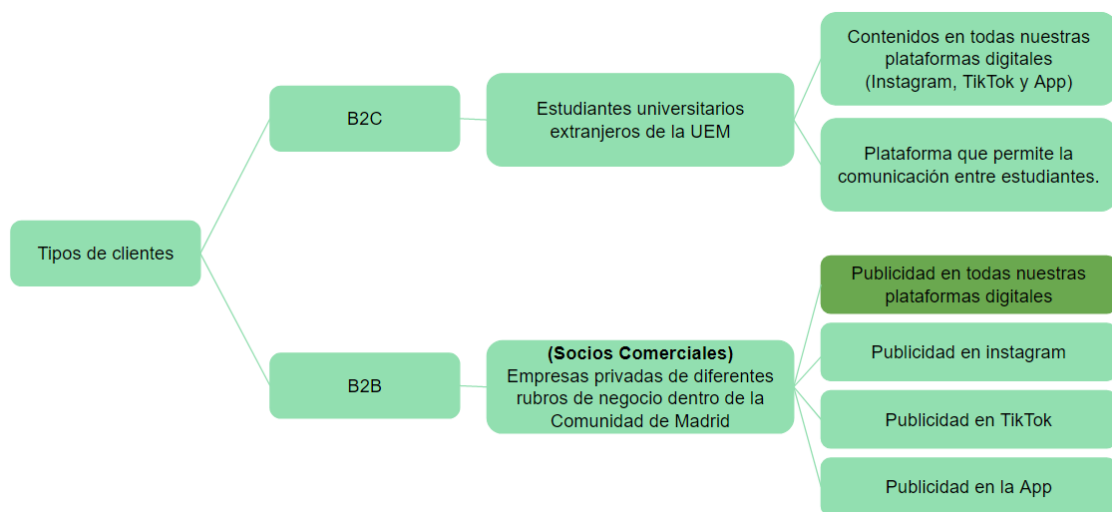 Tipos de clientes
B2C
Estudiantes universitarios
extranjeros de la UEM
Contenidos en todas nuestras
plataformas digitales
(Instagram, TikTok y App)
Plataforma que permite la
comunicación entre estudiantes.
B2B
(Socios Comerciales)
Empresas privadas de diferentes
rubros de negocio dentro de la
Comunidad de Madrid
Publicidad en todas nuestras
plataformas digitales
Publicidad en instagram
Publicidad en TikTok
Publicidad en la App